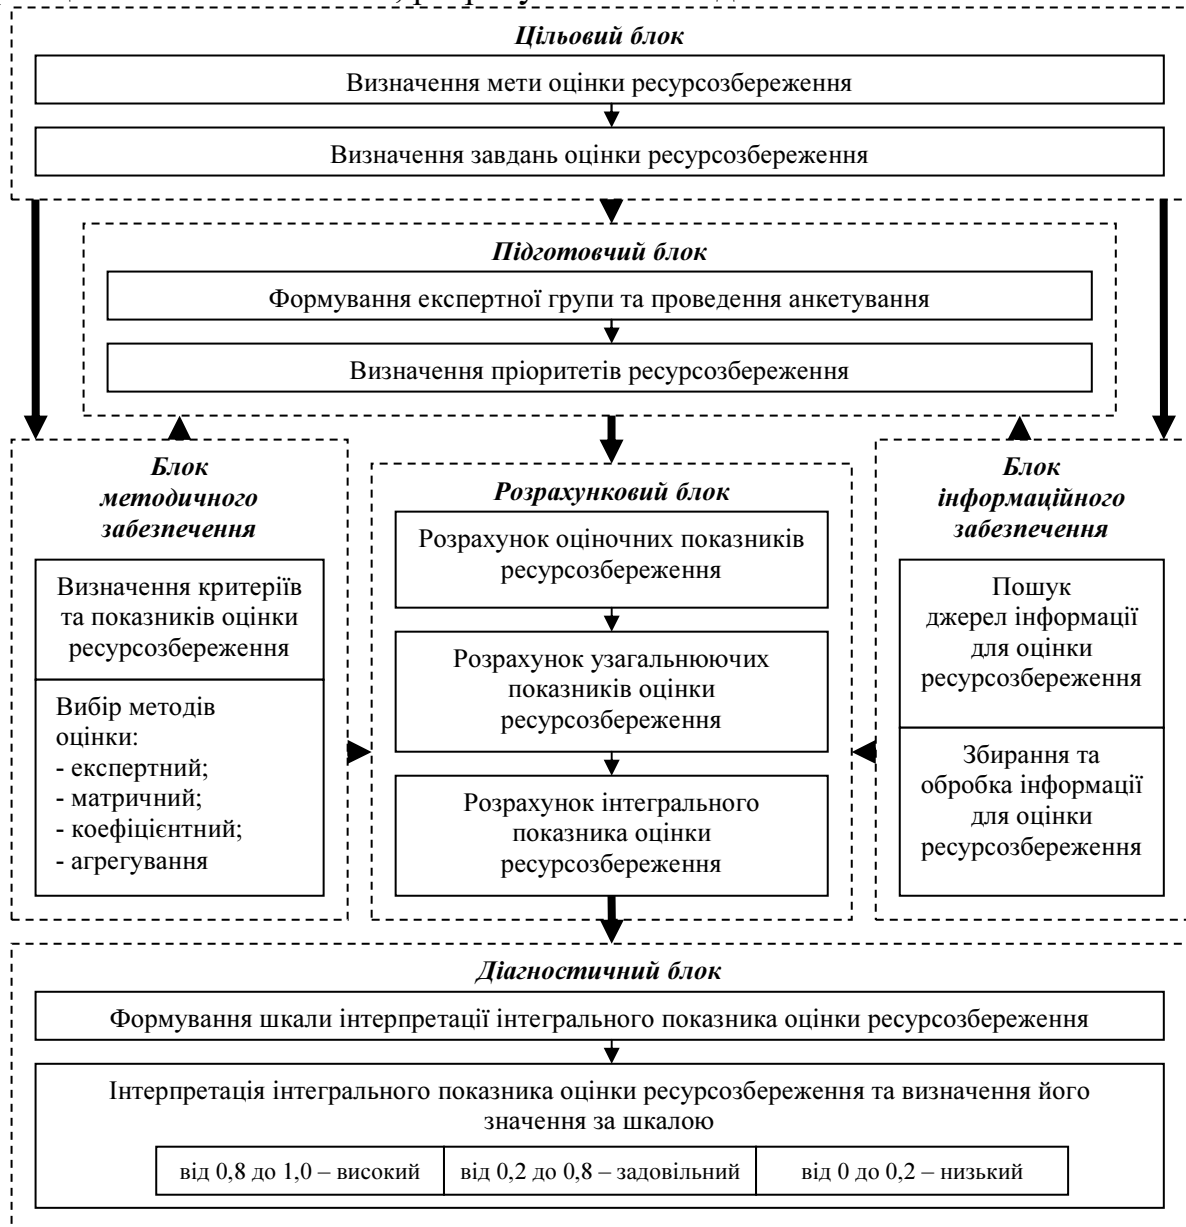 Цільовий блок
Визначення мети оцінки ресурсозбереження
Визначення завдань оцінки ресурсозбереження
Підготовчий блок
Формування експертної групи та проведення анкетування
Визначення пріоритетів ресурсозбереження
Блок
методичного
забезпечення
Визначення критеріїв
та показників оцінки
ресурсозбереження
Вибір методів
оцінки:
- експертний;
- матричний;
- коефіцієнтний;
- агрегування
Розрахунковий блок
Розрахунок оціночних показників
ресурсозбереження
Розрахунок узагальнюючих
показників оцінки
ресурсозбереження
Розрахунок інтегрального
показника оцінки
ресурсозбереження
Блок
інформаційного
забезпечення
Пошук
джерел інформації
для оцінки
ресурсозбереження
Збирання та
обробка інформації
для оцінки
ресурсозбереження
Діагностичний блок
Формування шкали інтерпретації інтегрального показника оцінки ресурсозбереження
Інтерпретація інтегрального показника оцінки ресурсозбереження та визначення його
значення за шкалою
від 0,8 до 1,0 – високий
від 0,2 до 0,8 – задовільний
від 0 до 0,2 – низький